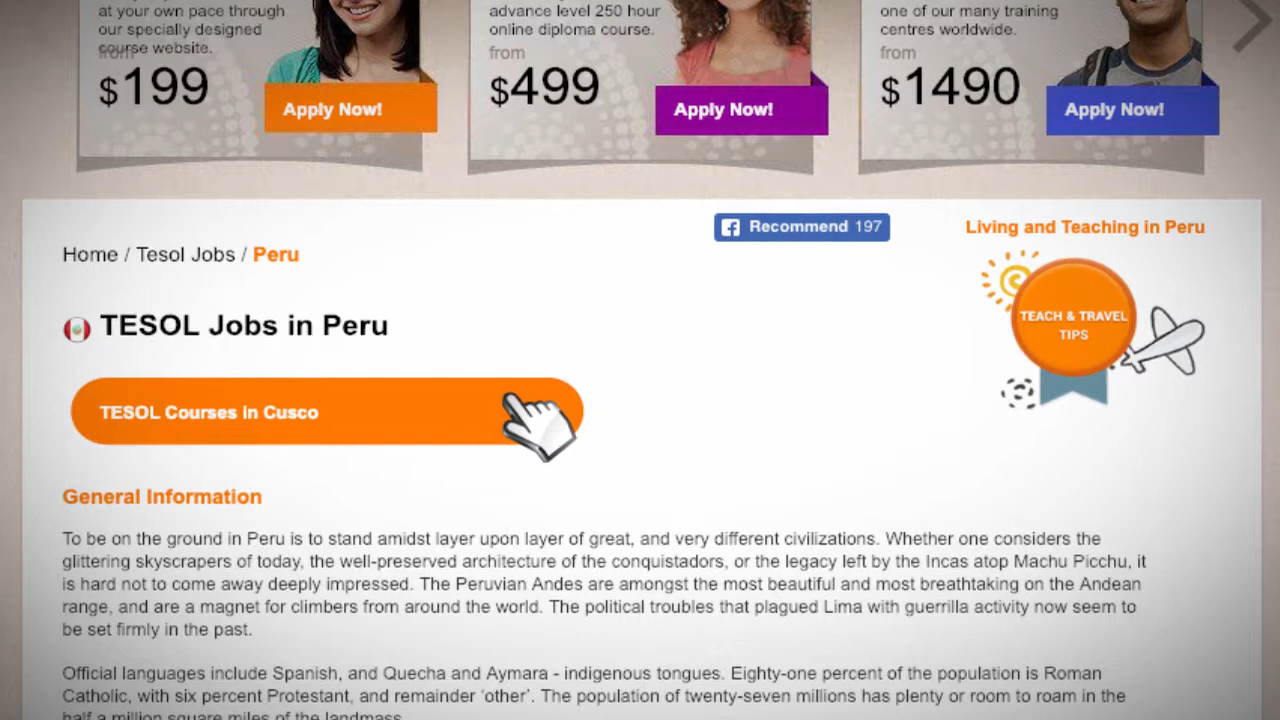 at your own pace through
our specially designed
course website.
from
$199
Apply Now!
advance level 250 hour
online diploma course.
from
$499
Apply Now!
one of our many training
centres worldwide.
from
$1490
Apply Now!
Recommend 197
Living and Teaching in Peru
Home / Tesol Jobs / Peru
TEACH & TRAVEL
TIPS
TESOL Jobs in Peru
TESOL Courses in Cusco
General Information
To be on the ground in Peru is to stand amidst layer upon layer of great, and very different civilizations. Whether one considers the
glittering skyscrapers of today, the well-preserved architecture of the conquistadors, or the legacy left by the Incas atop Machu Picchu, it
is hard not to come away deeply impressed. The Peruvian Andes are amongst the most beautiful and most breathtaking on the Andean
range, and are a magnet for climbers from around the world. The political troubles that plagued Lima with guerrilla activity now seem to
be set firmly in the past.
Official languages include Spanish, and Quecha and Aymara - indigenous tongues. Eighty-one percent of the population is Roman
Catholic, with six percent Protestant, and remainder 'other'. The population of twenty-seven millions has plenty or room to roam in the
half a million square miles of the landmass.